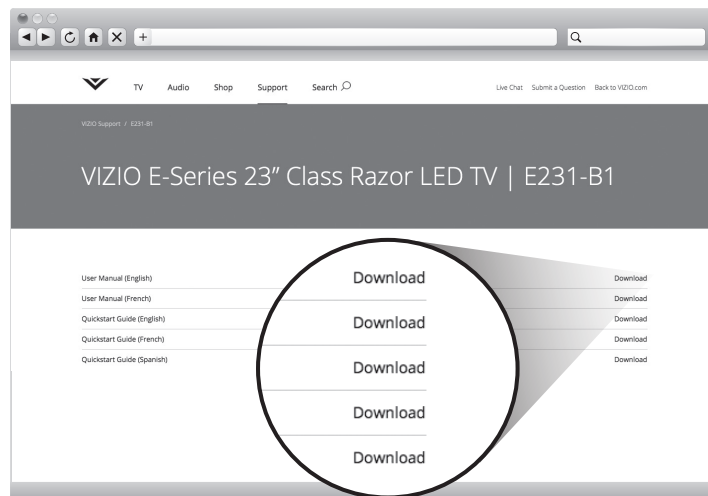 TV Audio Shop Support Search Live Chat Submit a Question Back to VIZIO.com
VIZIO Support / E231-B1
VIZIO E-Series 23” Class Razor LED TV | E231-B1
User Manual (English) Download Download
User Manual (French) Download Download
Quickstart Guide (English) Download Download
Quickstart Guide (French) Download Download
Quickstart Guide (Spanish) Download Download